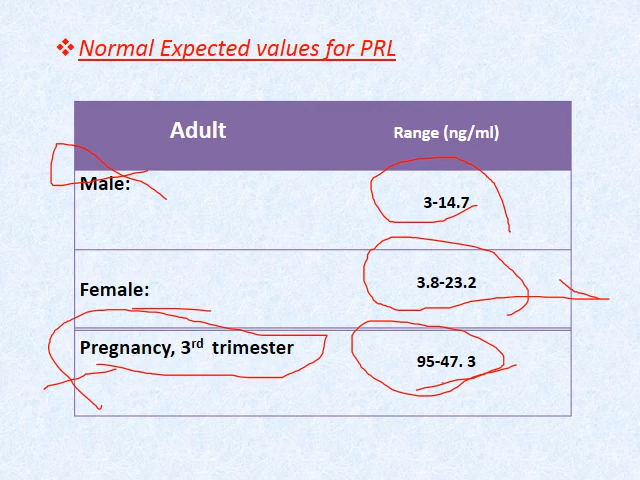 ❖Normal Expected values for PRL
Adult Range (ng/ml)
Male: 3-14.7
Female: 3.8-23.2
Pregnancy, 3rd trimester 95-47. 3